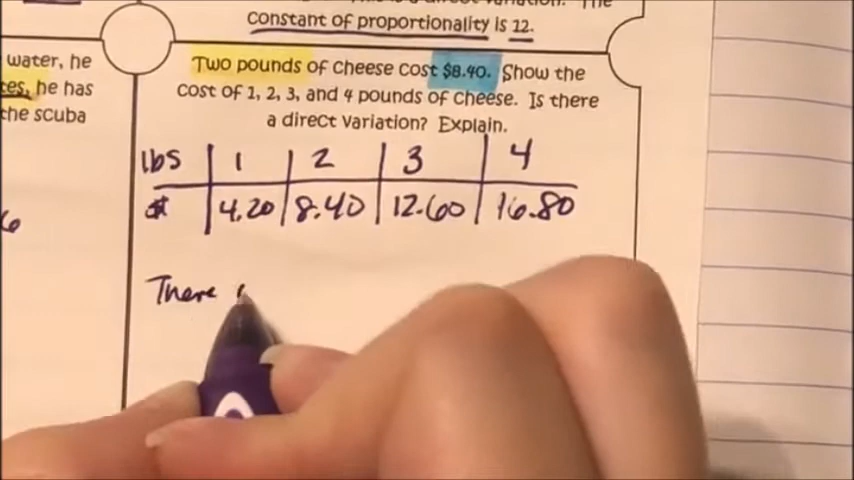 constant of proportionality is 12.
water, he
tes, he has
the scuba
Two pounds of cheese cost $8.40. Show the
cost of 1, 2, 3, and 4 pounds of cheese. Is there
a direct variation? Explain.
lbs 1 2 3 4
4.20 8.40 12.60 16.80
6
There